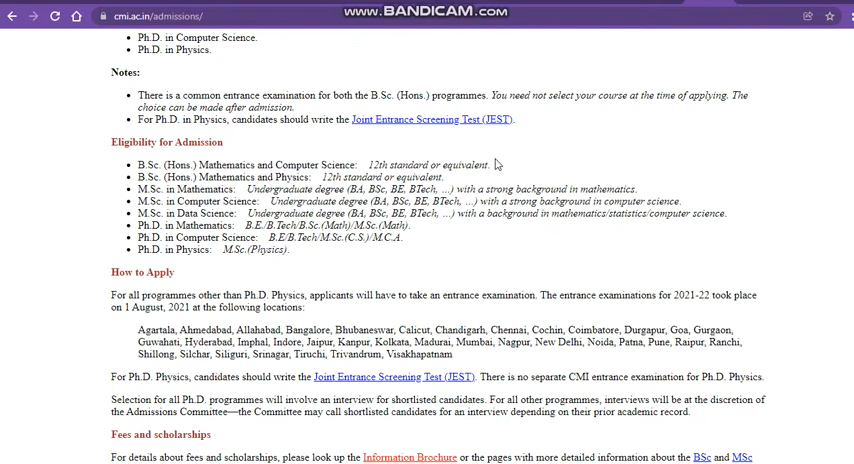 WWW.BANDICAM.COM
cmi.ac.in/admissions/
• Ph.D. in Computer Science.
• Ph.D. in Physics.
Notes:
• There is a common entrance examination for both the B.Sc. (Hons.) programmes. You need not select your course at the time of applying. The
choice can be made after admission.
• For Ph.D. in Physics, candidates should write the Joint Entrance Screening Test (JEST).
Eligibility for Admission
• B.Sc. (Hons.) Mathematics and Computer Science: 12th standard or equivalent.
• B.Sc. (Hons.) Mathematics and Physics: 12th standard or equivalent.
• M.Sc. in Mathematics: Undergraduate degree (BA, BSc, BE, BTech, ...) with a strong background in mathematics.
• M.Sc. in Computer Science: Undergraduate degree (BA, BSc, BE, BTech, ...) with a strong background in computer science.
• M.Sc. in Data Science: Undergraduate degree (BA, BSc, BE, BTech, ...) with a background in mathematics/statistics/computer science.
• Ph.D. in Mathematics: B.E./B.Tech/B.Sc.(Math)/M.Sc.(Math).
• Ph.D. in Computer Science: B.E/B.Tech/M.Sc.(C.S.)/M.C.A.
• Ph.D. in Physics: M.Sc.(Physics).
How to Apply
For all programmes other than Ph.D. Physics, applicants will have to take an entrance examination. The entrance examinations for 2021-22 took place
on 1 August, 2021 at the following locations:
Agartala, Ahmedabad, Allahabad, Bangalore, Bhubaneswar, Calicut, Chandigarh, Chennai, Cochin, Coimbatore, Durgapur, Goa, Gurgaon,
Guwahati, Hyderabad, Imphal, Indore, Jaipur, Kanpur, Kolkata, Madurai, Mumbai, Nagpur, New Delhi, Noida, Patna, Pune, Raipur, Ranchi,
Shillong, Silchar, Siliguri, Srinagar, Tiruchi, Trivandrum, Visakhapatnam
For Ph.D. Physics, candidates should write the Joint Entrance Screening Test (JEST). There is no separate CMI entrance examination for Ph.D. Physics.
Selection for all Ph.D. programmes will involve an interview for shortlisted candidates. For all other programmes, interviews will be at the discretion of
the Admissions Committee—the Committee may call shortlisted candidates for an interview depending on their prior academic record.
Fees and scholarships
For details about fees and scholarships, please look up the Information Brochure or the pages with more detailed information about the BSc and MSc